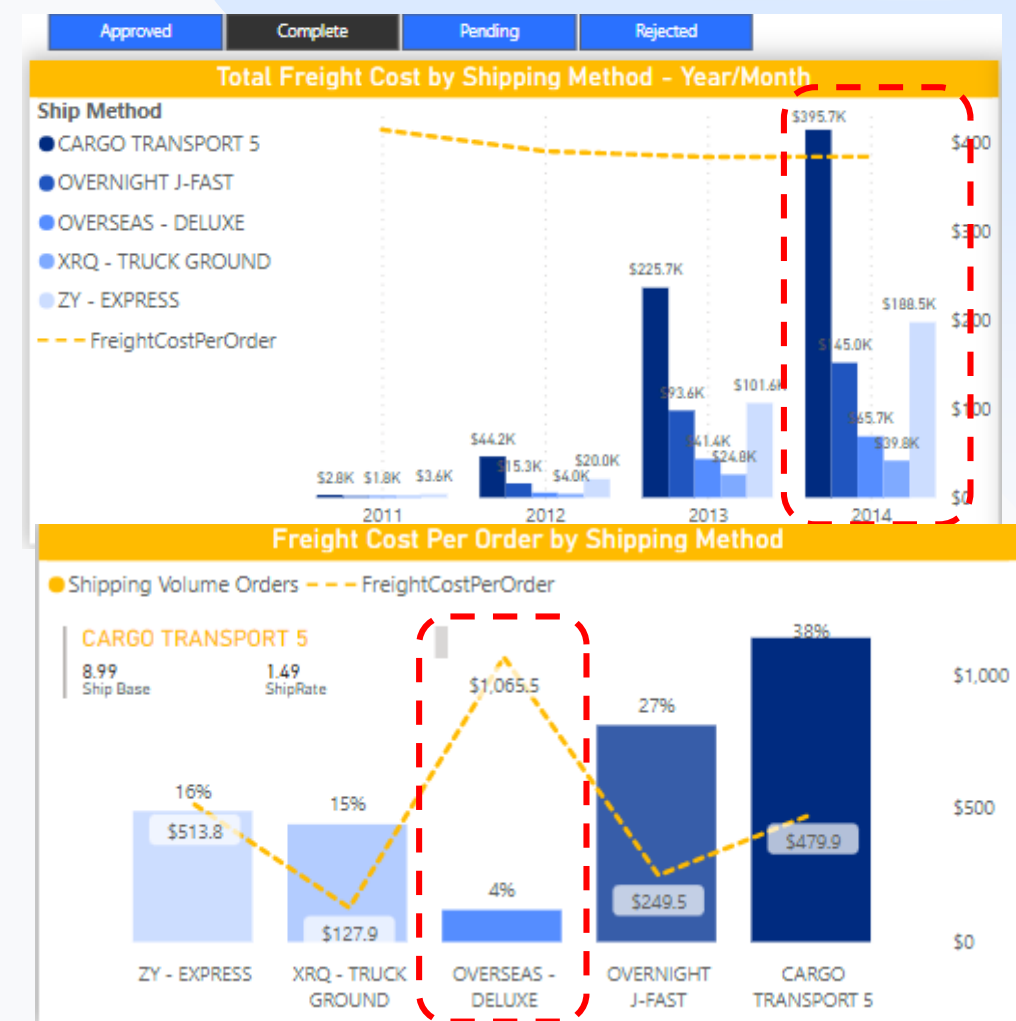 Approved Complete Pending Rejected
Total Freight Cost by Shipping Method - Year/Month
Ship Method
CARGO TRANSPORT 5
OVERNIGHT J-FAST
OVERSEAS - DELUXE
XRQ - TRUCK GROUND
ZY - EXPRESS
FreightCostPerOrder
$2.8K $1.8K $3.6K
$44.2K $15.3K $4.0K $20.0K
$225.7K $93.6K $41.4K $24.8K $101.6K
$395.7K $145.0K $65.7K $39.8K $188.5K
$400
$300
$200
$100
$0
2011 2012 2013 2014
Freight Cost Per Order by Shipping Method
Shipping Volume Orders FreightCostPerOrder
CARGO TRANSPORT 5
8.99 1.49
Ship Base ShipRate
16% 15% 4% 27% 38%
$513.8 $127.9 $1,065.5 $249.5 $479.9
$1,000
$500
$0
ZY - EXPRESS XRQ - TRUCK OVERSEAS - OVERNIGHT CARGO
GROUND DELUXE J-FAST TRANSPORT 5